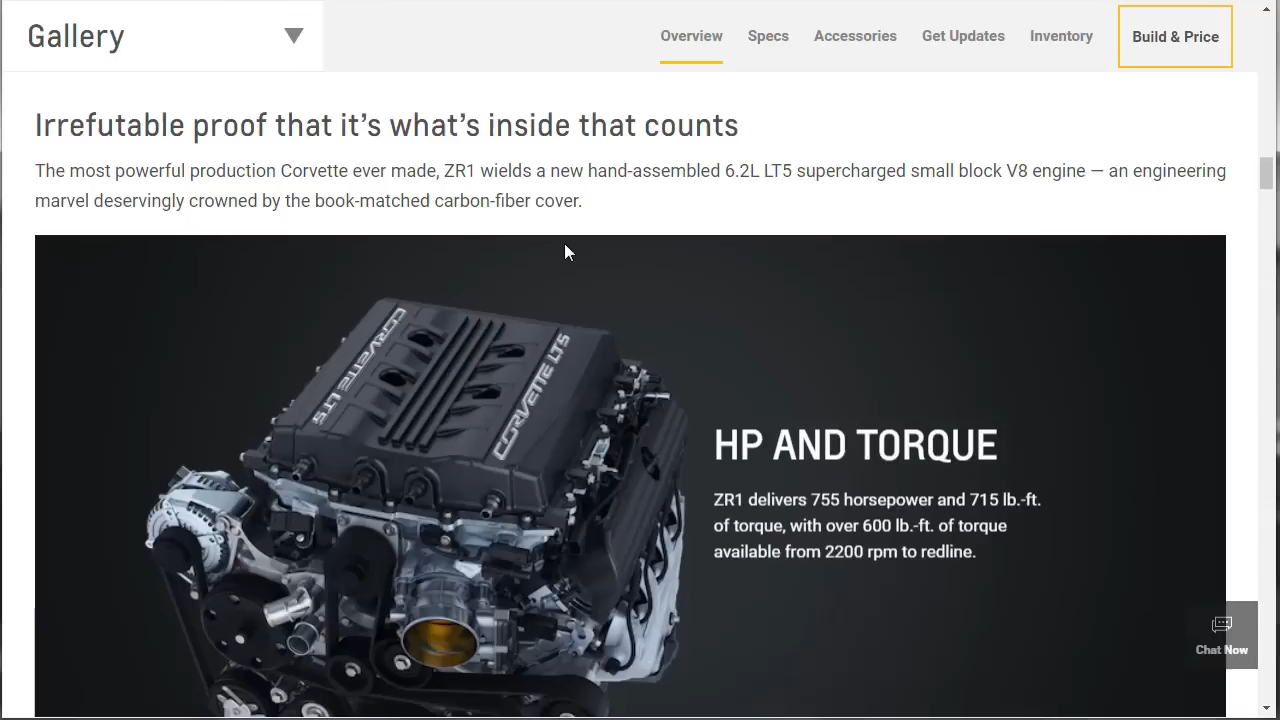 Gallery
Overview
Specs
Accessories
Get Updates
Inventory
Build & Price
Irrefutable proof that it’s what’s inside that counts
The most powerful production Corvette ever made, ZR1 wields a new hand-assembled 6.2L LT5 supercharged small block V8 engine — an engineering
marvel deservingly crowned by the book-matched carbon-fiber cover.
CORVETTE LT5
CORVETTE LT5
HP AND TORQUE
ZR1 delivers 755 horsepower and 715 lb.-ft.
of torque, with over 600 lb.-ft. of torque
available from 2200 rpm to redline.
Chat Now